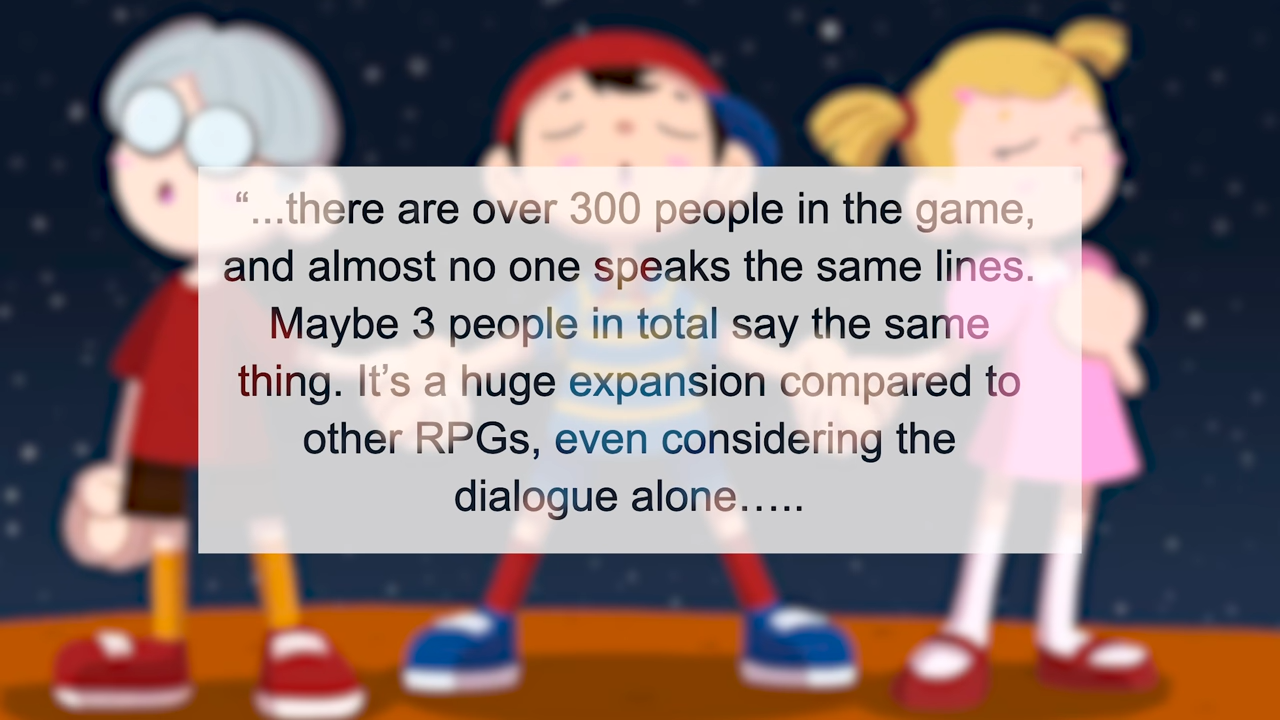 “...there are over 300 people in the game,
and almost no one speaks the same lines.
Maybe 3 people in total say the same
thing. It’s a huge expansion compared to
other RPGs, even considering the
dialogue alone…..